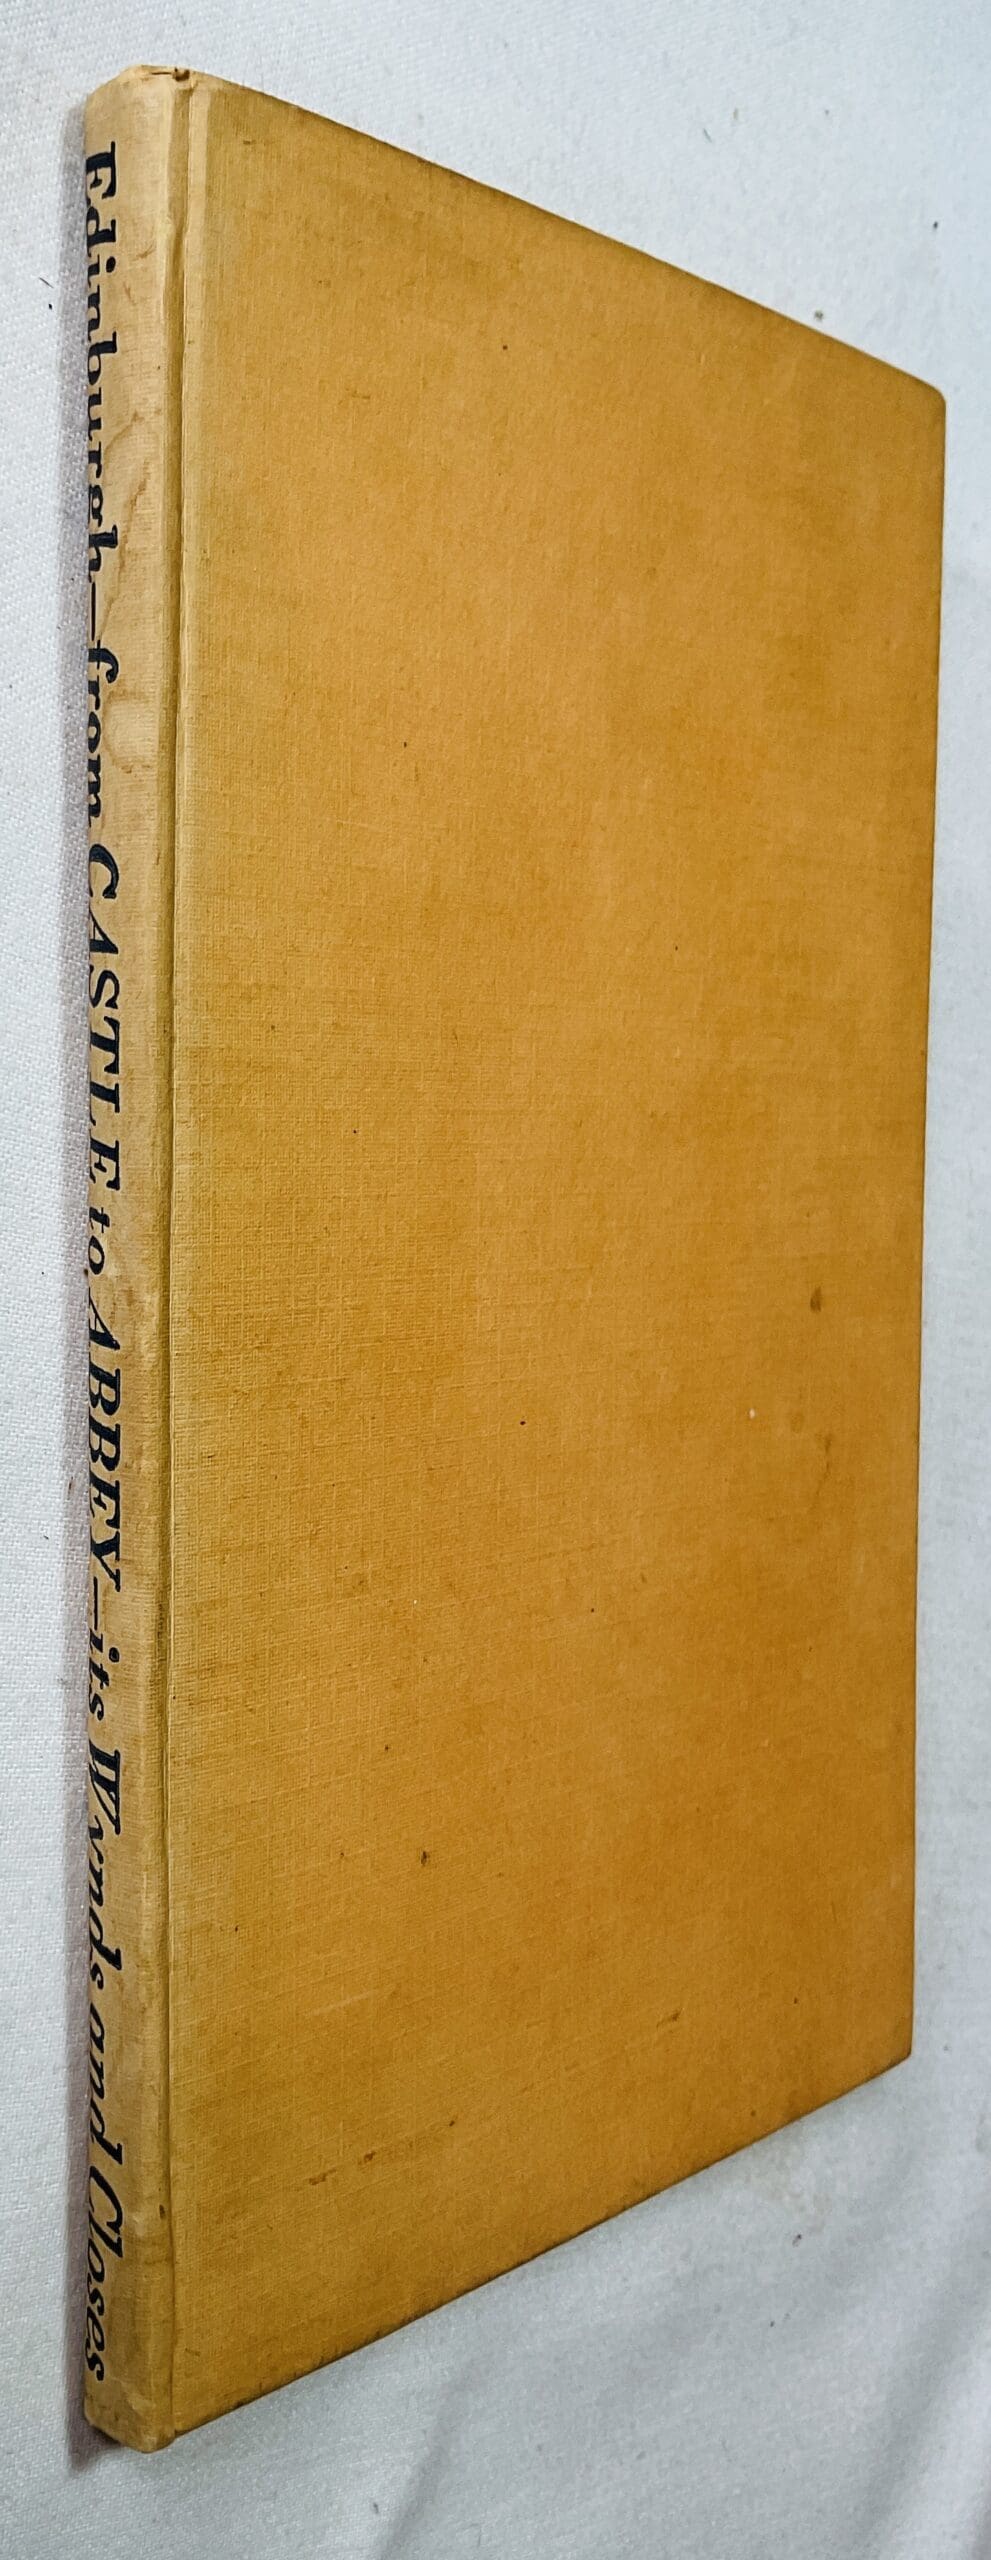 Edinburgh—from CASTLE to ABBEY—its Wynds and Closes